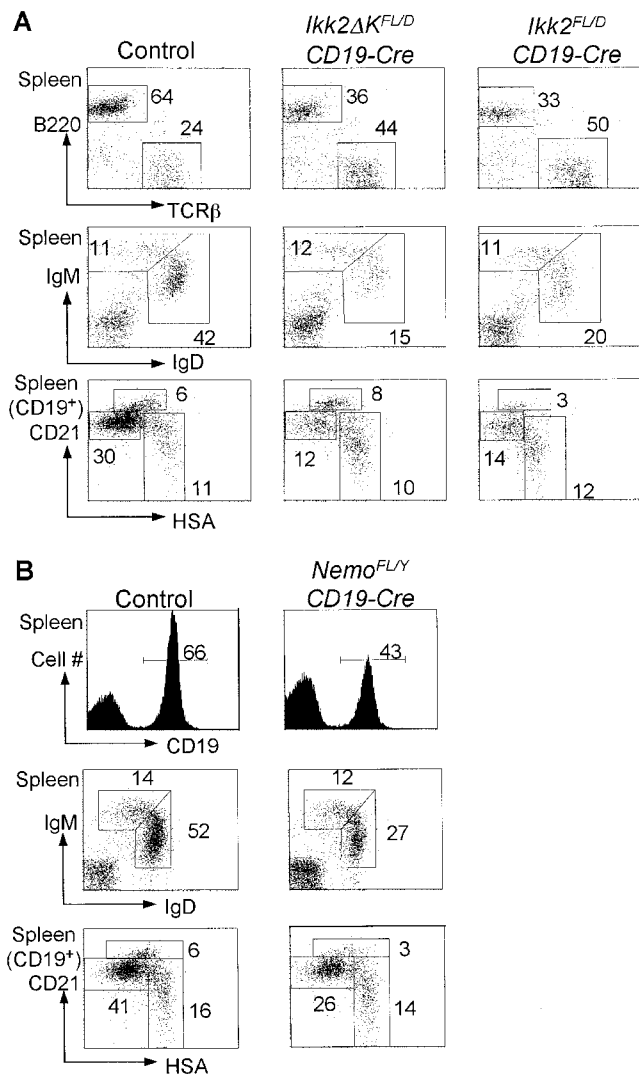 A
Control
Ikk2ΔK^FL/D
CD19-Cre
Ikk2^FL/D
CD19-Cre
Spleen
B220
TCRβ
64
24
36
44
33
50
Spleen
IgM
IgD
11
42
12
15
11
20
Spleen
(CD19+)
CD21
HSA
6
30
11
8
12
10
3
14
12
B
Control
Nemo^FL/Y
CD19-Cre
Spleen
Cell #
CD19
66
43
Spleen
IgM
IgD
14
52
12
27
Spleen
(CD19+)
CD21
HSA
6
41
16
3
26
14